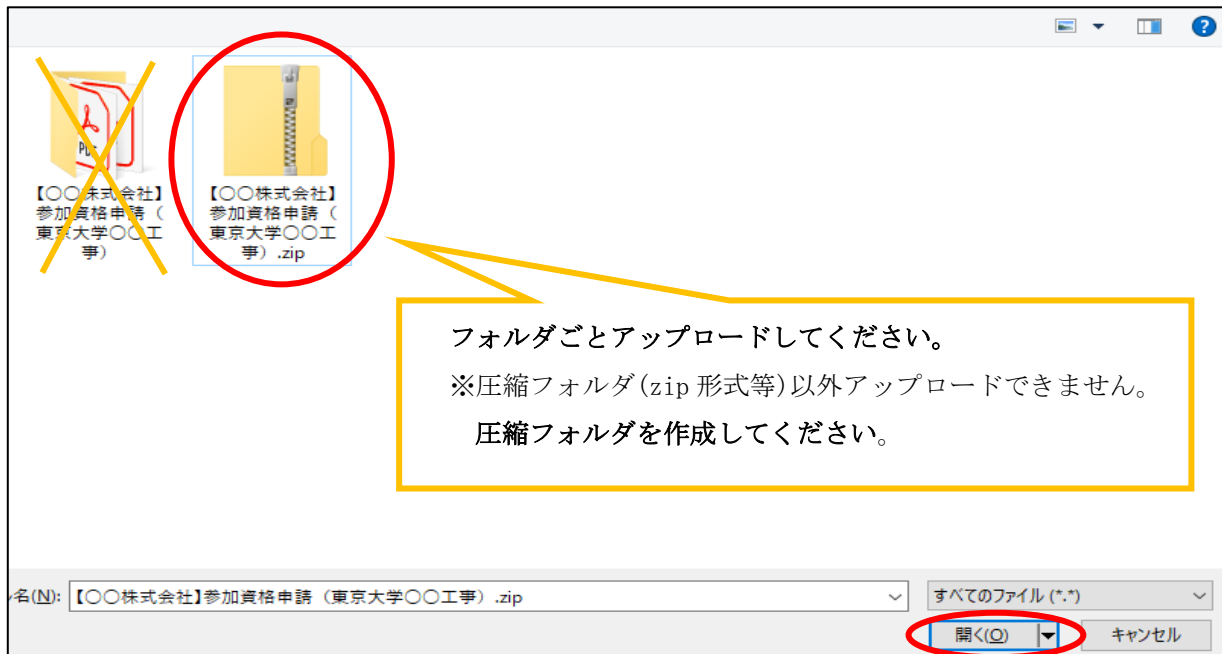 PDF
【〇〇株式会社】
参加資格申請（
東京大学〇〇工
事）
【〇〇株式会社】
参加資格申請（
東京大学〇〇工
事）.zip
フォルダごとアップロードしてください。
※圧縮フォルダ(zip 形式等)以外アップロードできません。
圧縮フォルダを作成してください。
ル名(N): 【〇〇株式会社】参加資格申請（東京大学〇〇工事）.zip
すべてのファイル (*.*)
開く(O)
キャンセル